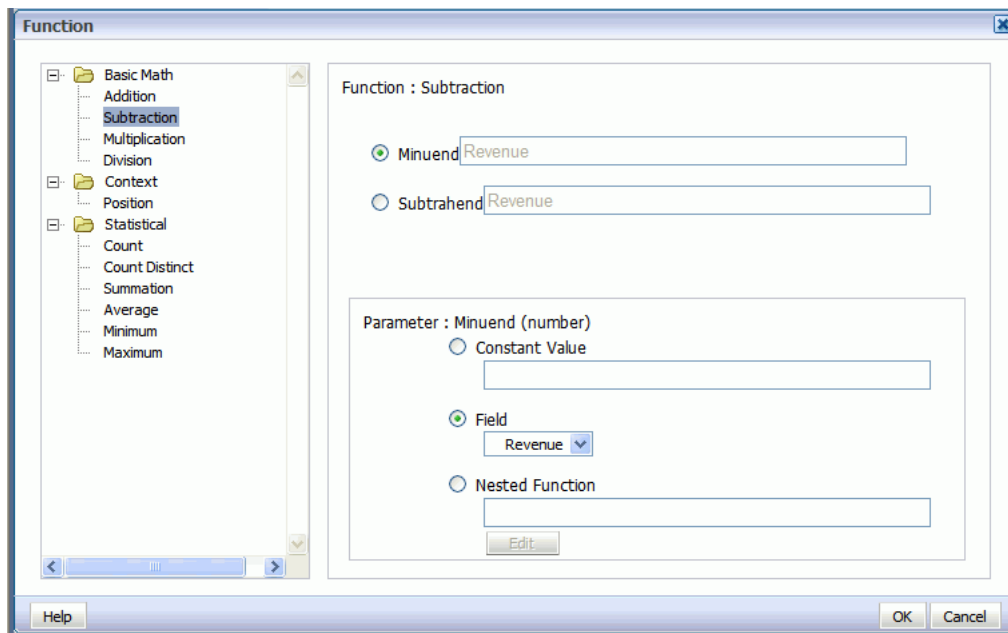 Function
Basic Math
Addition
Subtraction
Multiplication
Division
Context
Position
Statistical
Count
Count Distinct
Summation
Average
Minimum
Maximum
Function : Subtraction
Minuend Revenue
Subtrahend Revenue
Parameter : Minuend (number)
Constant Value
Field
Revenue
Nested Function
Edit
Help
OK Cancel